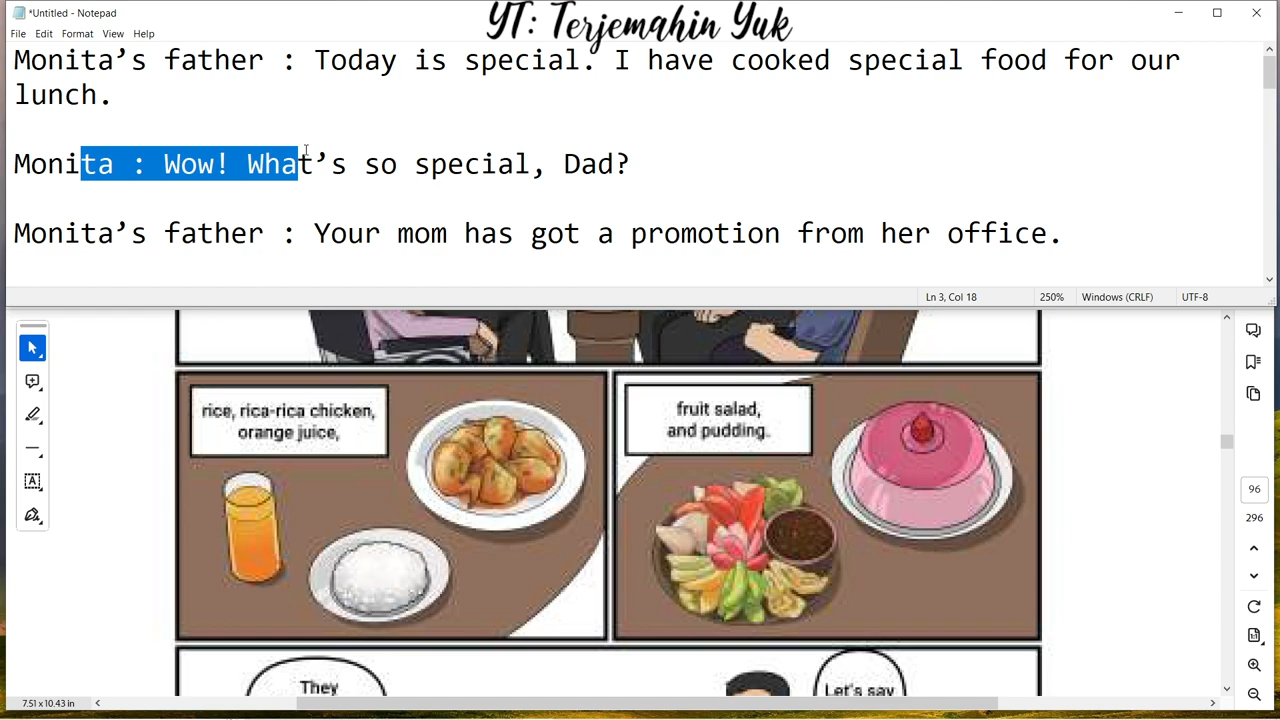 *Untitled - Notepad
YT: Terjemahin Yuk
File Edit Format View Help
Monita’s father : Today is special. I have cooked special food for our
lunch.
Monita : Wow! What’s so special, Dad?
Monita’s father : Your mom has got a promotion from her office.
Ln 3, Col 18 250% Windows (CRLF) UTF-8
rice, rica-rica chicken,
orange juice,
fruit salad,
and pudding.
96
296
They
Let's say
7.51 x 10.43 in